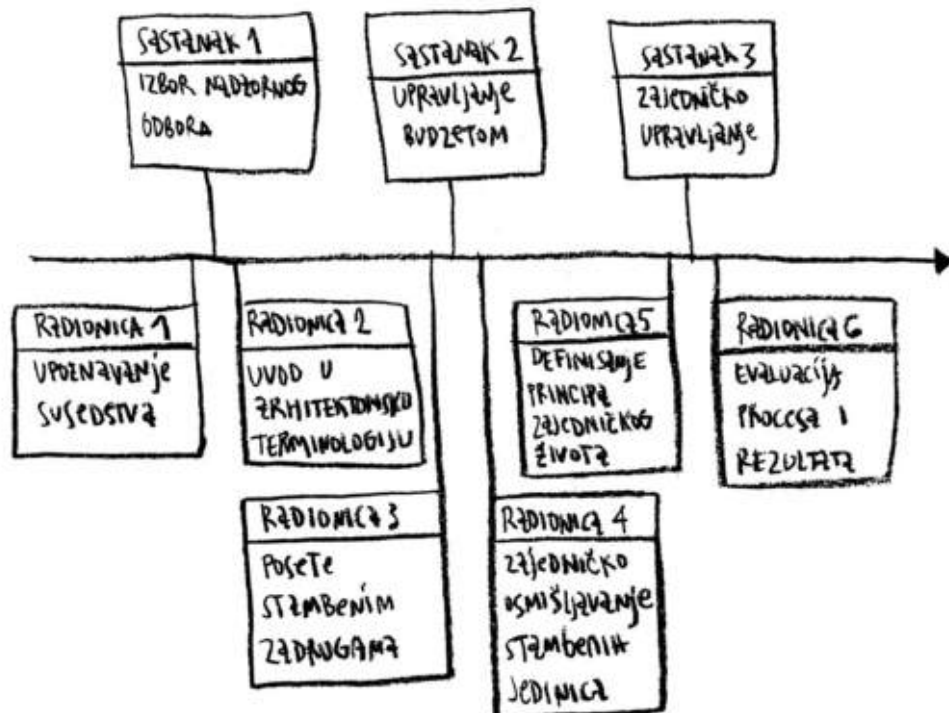 SASTANAK 1
IZBOR NADZORNOG
ODBORA
SASTANAK 2
UPRAVLJANJE
BUDZETOM
SASTANAK 3
ZAJEDNIČKO
UPRAVLJANJE
RADIONICA 1
UPOZNAVANJE
SUSEDSTVA
RADIONICA 2
UVOD U
ARHITEKTONSKU
TERMINOLOGIJU
RADIONICA 3
POSETE
STAMBENIM
ZADRUGAMA
RADIONICA 4
ZAJEDNIČKO
OSMIŠLJAVANJE
STAMBENIH
JEDINICA
RADIONICA 5
DEFINISANJE
PRINCIPA
ZAJEDNIČKOG
ŽIVOTA
RADIONICA 6
EVALUACIJA
PROCESA I
REZULTATA